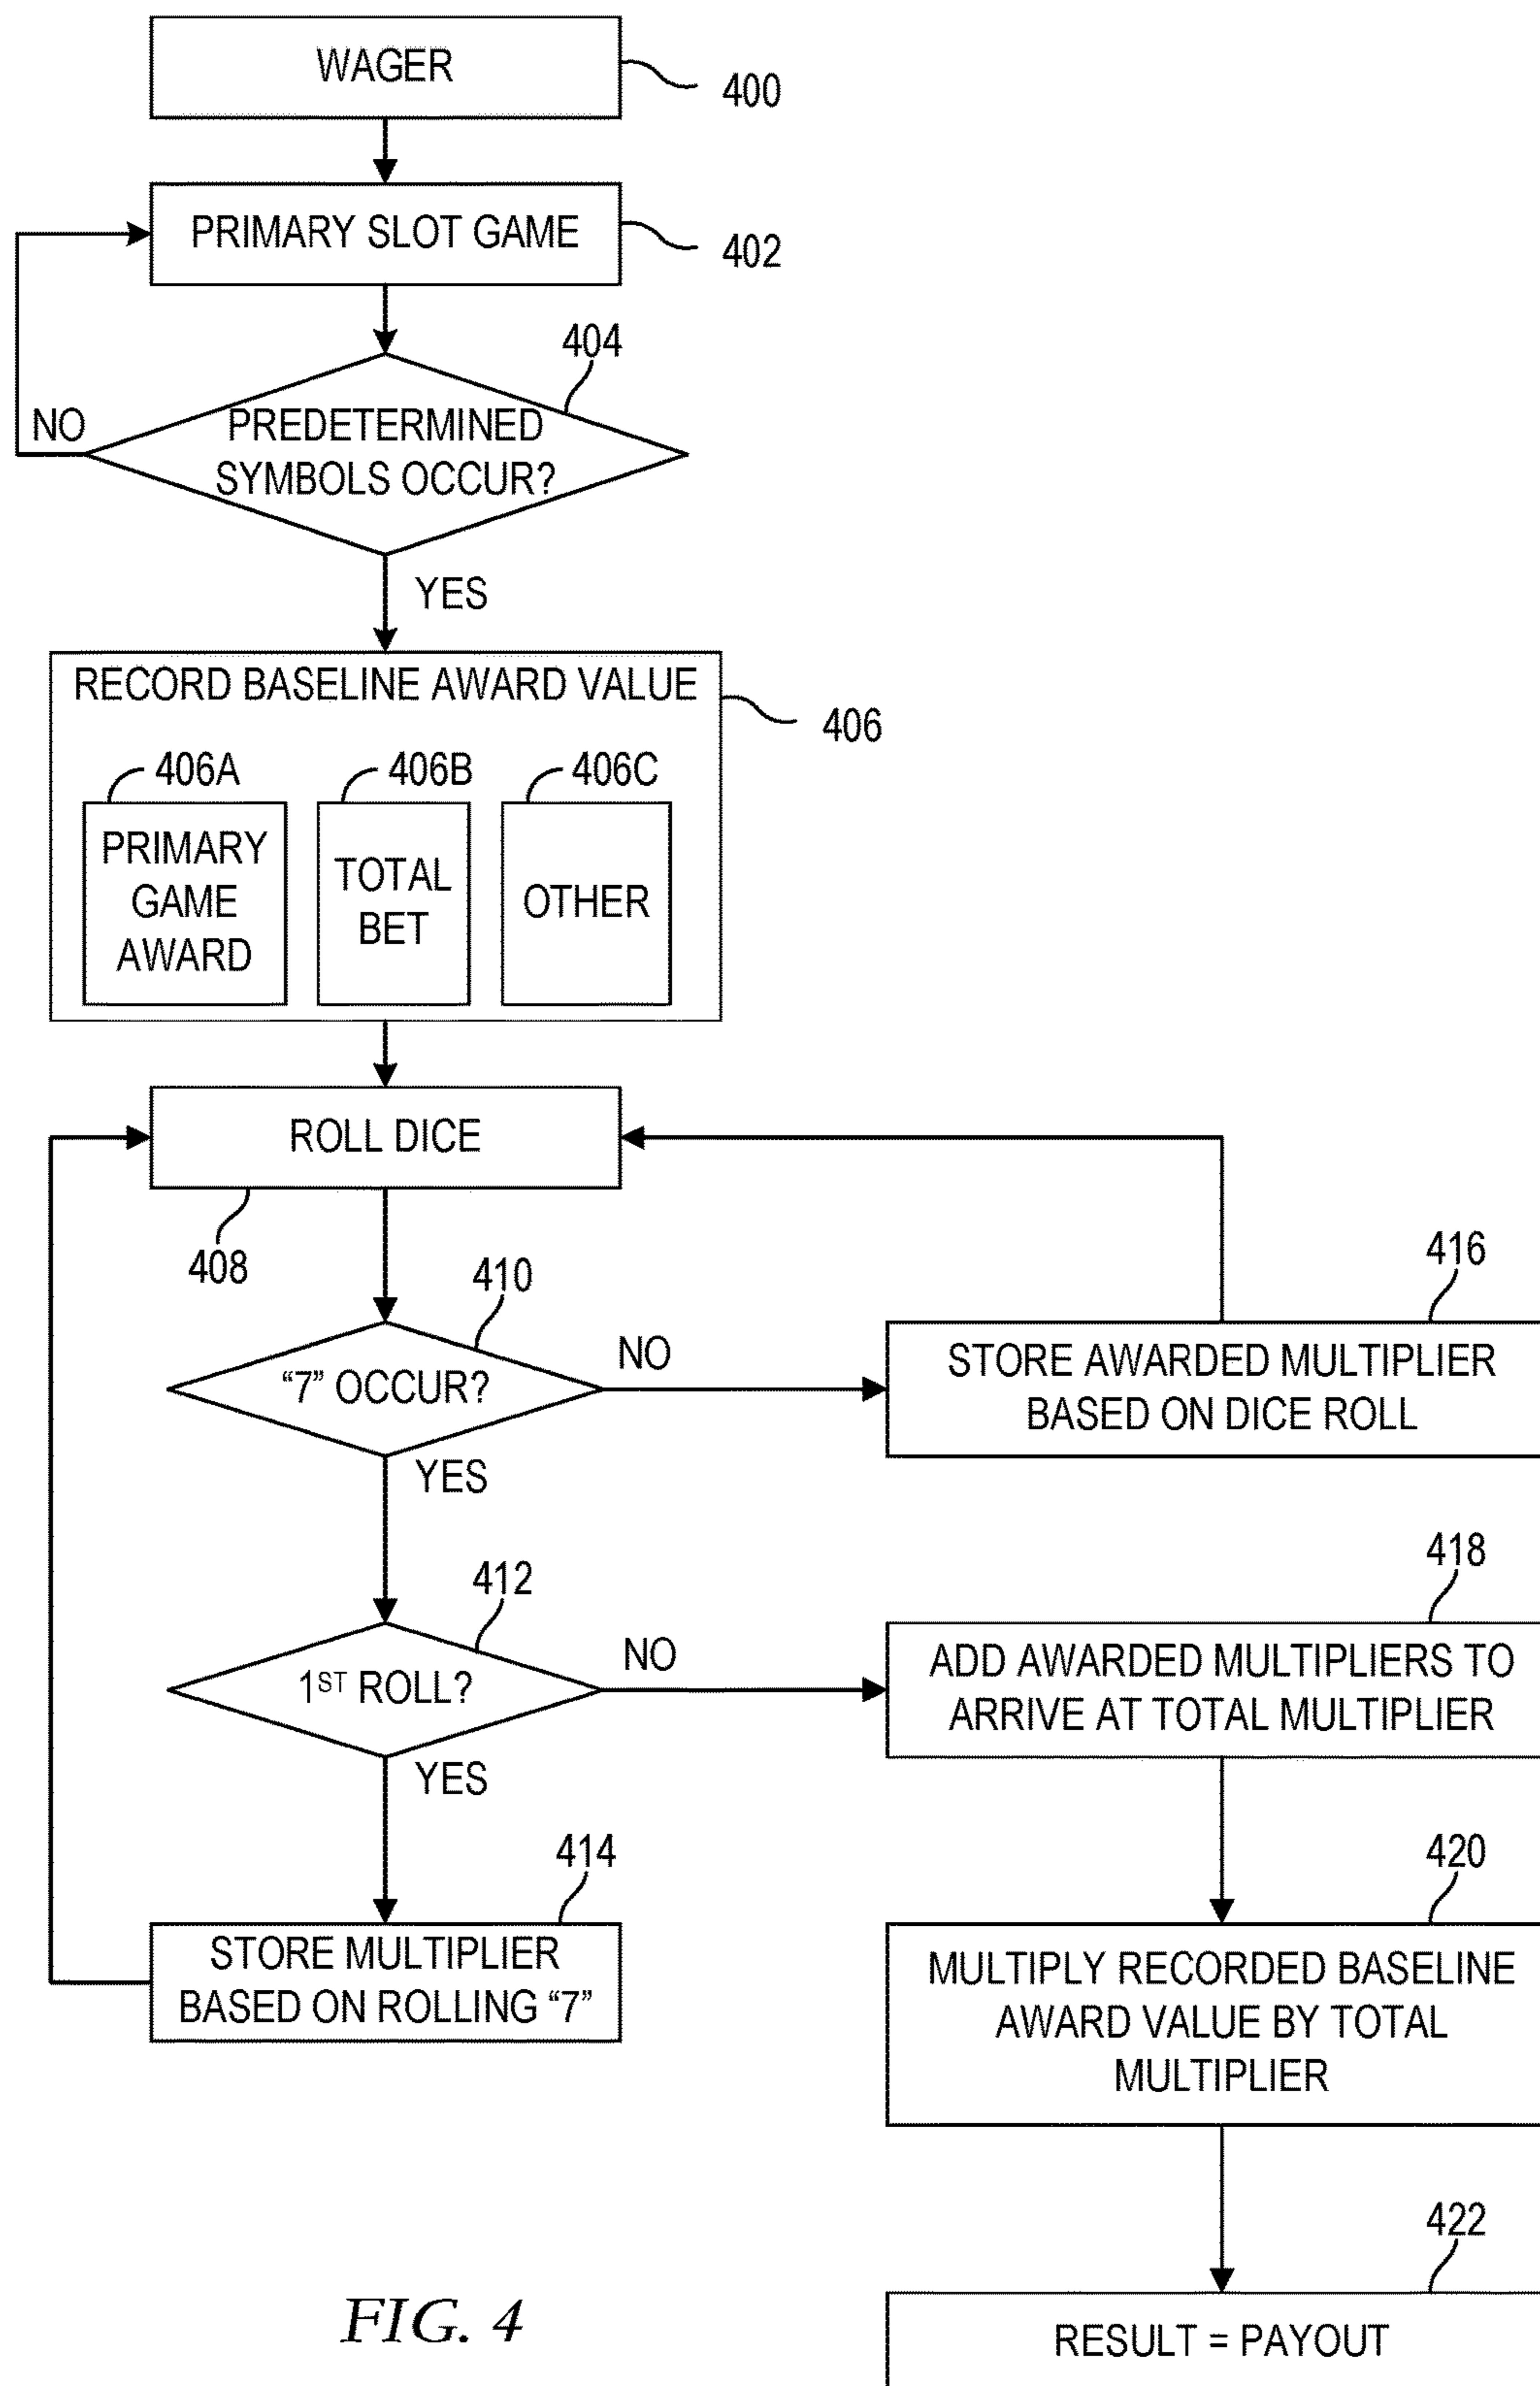 WAGER
400
PRIMARY SLOT GAME
402
404
NO
PREDETERMINED
SYMBOLS OCCUR?
YES
RECORD BASELINE AWARD VALUE
406
406A
406B
406C
PRIMARY
GAME
AWARD
TOTAL
BET
OTHER
ROLL DICE
408
410
416
"7" OCCUR?
NO
STORE AWARDED MULTIPLIER
BASED ON DICE ROLL
YES
412
418
1ST ROLL?
NO
ADD AWARDED MULTIPLIERS TO
ARRIVE AT TOTAL MULTIPLIER
YES
414
420
STORE MULTIPLIER
BASED ON ROLLING "7"
MULTIPLY RECORDED BASELINE
AWARD VALUE BY TOTAL
MULTIPLIER
422
RESULT = PAYOUT
FIG. 4